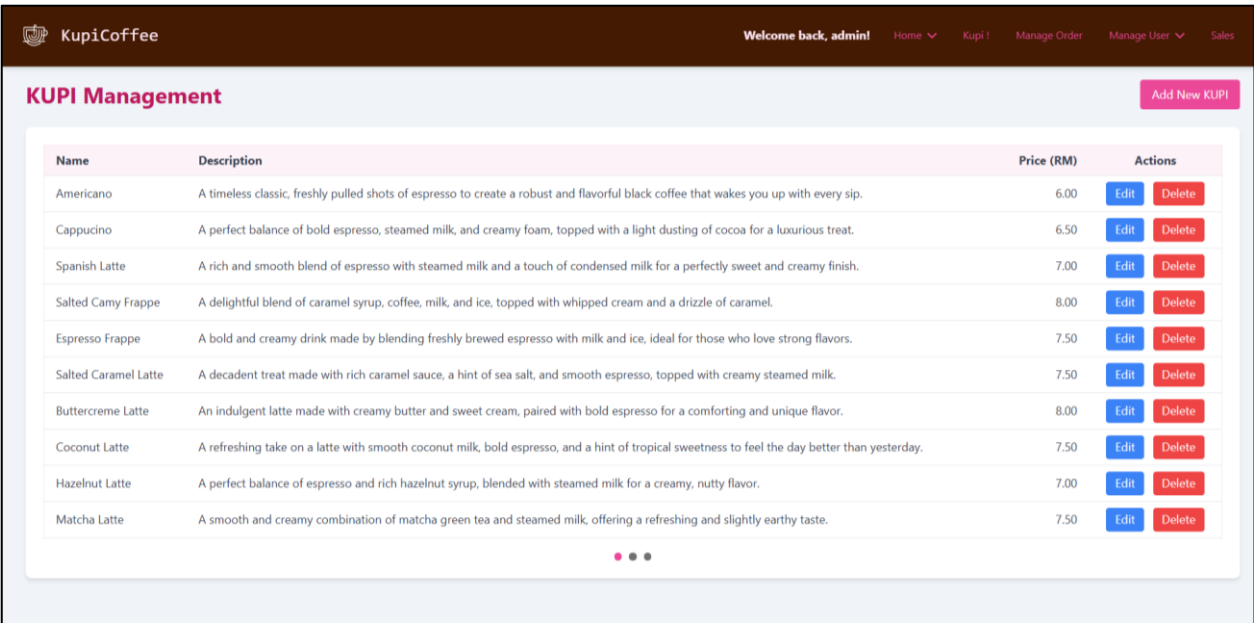 KupiCoffee Welcome back, admin! Home Kupi ! Manage Order Manage User Sales
KUPI Management Add New KUPI
Name Description Price (RM) Actions
Americano A timeless classic, freshly pulled shots of espresso to create a robust and flavorful black coffee that wakes you up with every sip. 6.00 Edit Delete
Cappucino A perfect balance of bold espresso, steamed milk, and creamy foam, topped with a light dusting of cocoa for a luxurious treat. 6.50 Edit Delete
Spanish Latte A rich and smooth blend of espresso with steamed milk and a touch of condensed milk for a perfectly sweet and creamy finish. 7.00 Edit Delete
Salted Camy Frappe A delightful blend of caramel syrup, coffee, milk, and ice, topped with whipped cream and a drizzle of caramel. 8.00 Edit Delete
Espresso Frappe A bold and creamy drink made by blending freshly brewed espresso with milk and ice, ideal for those who love strong flavors. 7.50 Edit Delete
Salted Caramel Latte A decadent treat made with rich caramel sauce, a hint of sea salt, and smooth espresso, topped with creamy steamed milk. 7.50 Edit Delete
Buttercreme Latte An indulgent latte made with creamy butter and sweet cream, paired with bold espresso for a comforting and unique flavor. 8.00 Edit Delete
Coconut Latte A refreshing take on a latte with smooth coconut milk, bold espresso, and a hint of tropical sweetness to feel the day better than yesterday. 7.50 Edit Delete
Hazelnut Latte A perfect balance of espresso and rich hazelnut syrup, blended with steamed milk for a creamy, nutty flavor. 7.00 Edit Delete
Matcha Latte A smooth and creamy combination of matcha green tea and steamed milk, offering a refreshing and slightly earthy taste. 7.50 Edit Delete